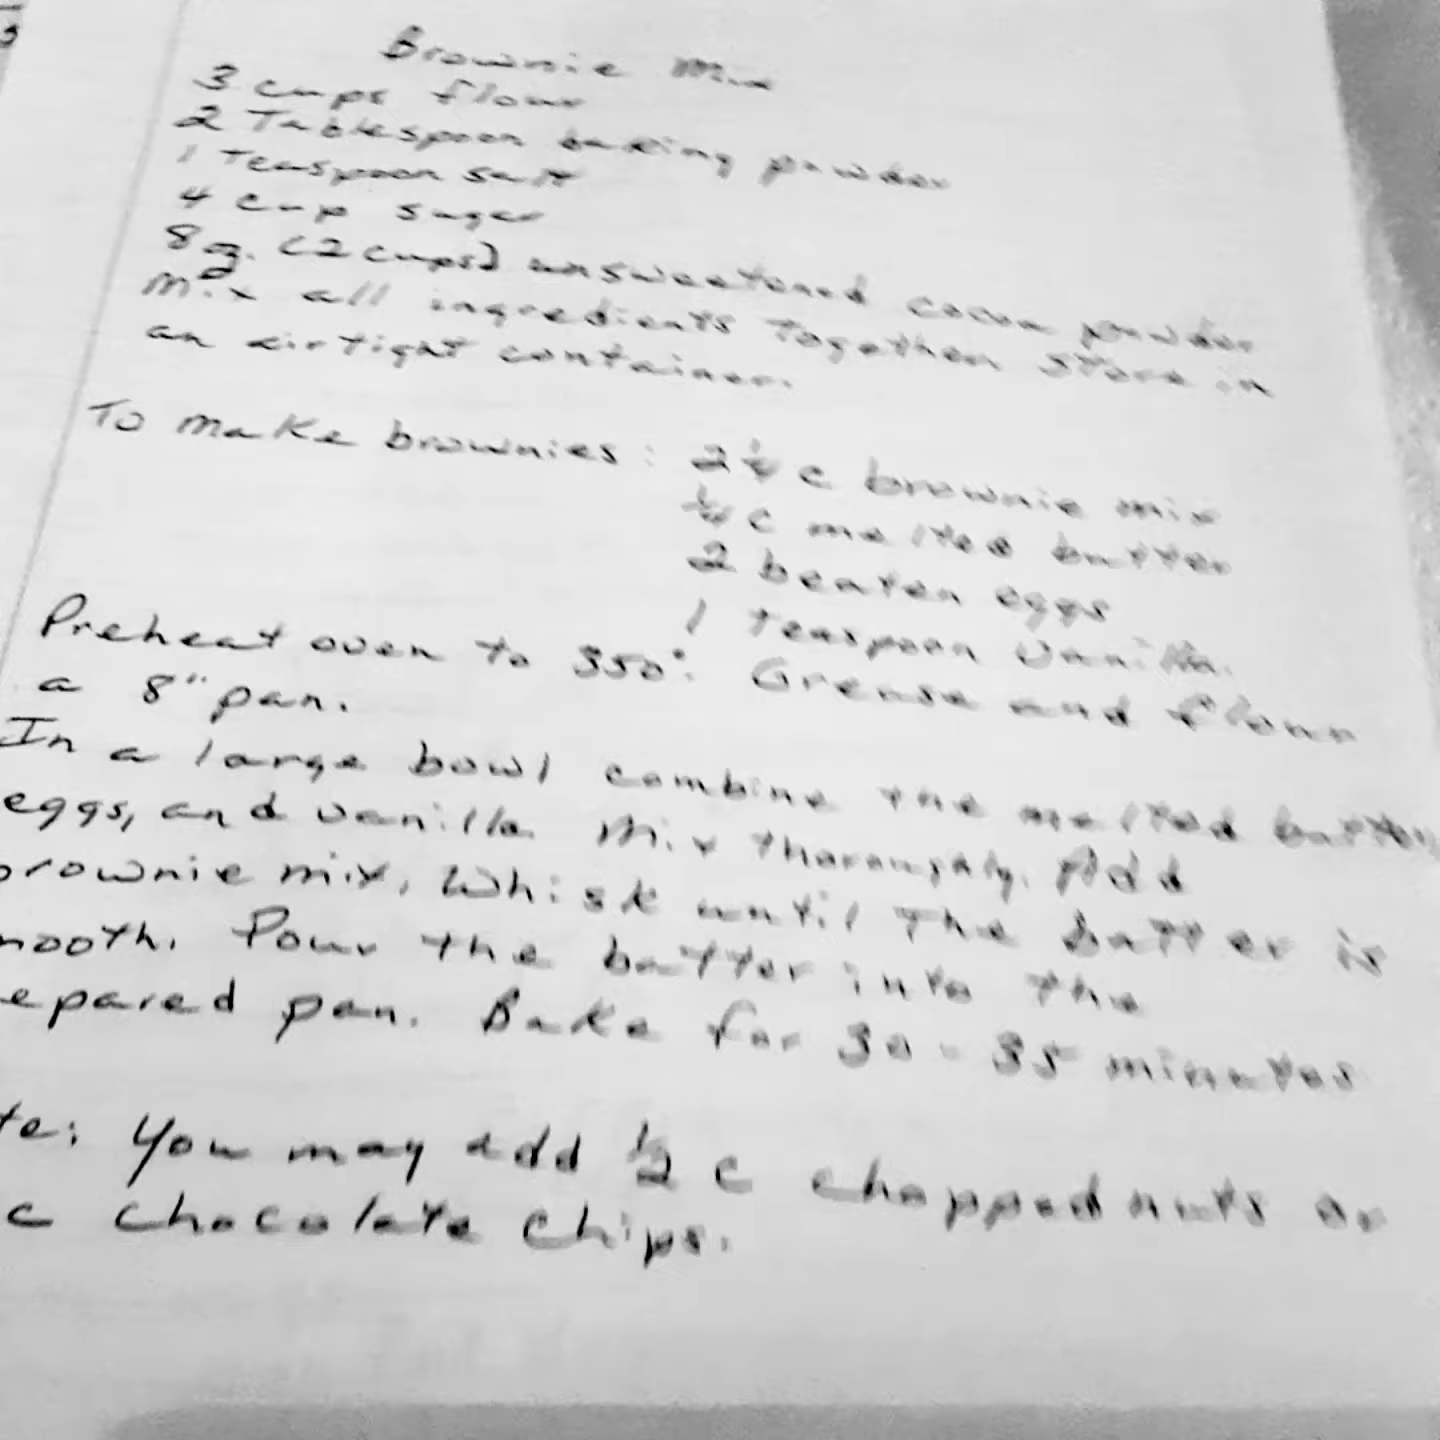 Brownie Mix
3 cups flour
2 Tablespoon baking powder
1 teaspoon salt
4 cup sugar
8 oz. (2 cups) unsweetened cocoa powder
Mix all ingredients together store in
an airtight container.
To make brownies: 2 c brownie mix
¼ c melted butter
2 beaten eggs
1 teaspoon vanilla.
Preheat oven to 350°. Grease and flour
a 8" pan.
In a large bowl combine the melted butter,
eggs, and vanilla. Mix thoroughly. Add
brownie mix. Whisk until The batter is
mooth. Pour the batter into the
epared pan. Bake for 30-35 minutes
te: You may add ½ c chopped nuts or
c chocolate chips.